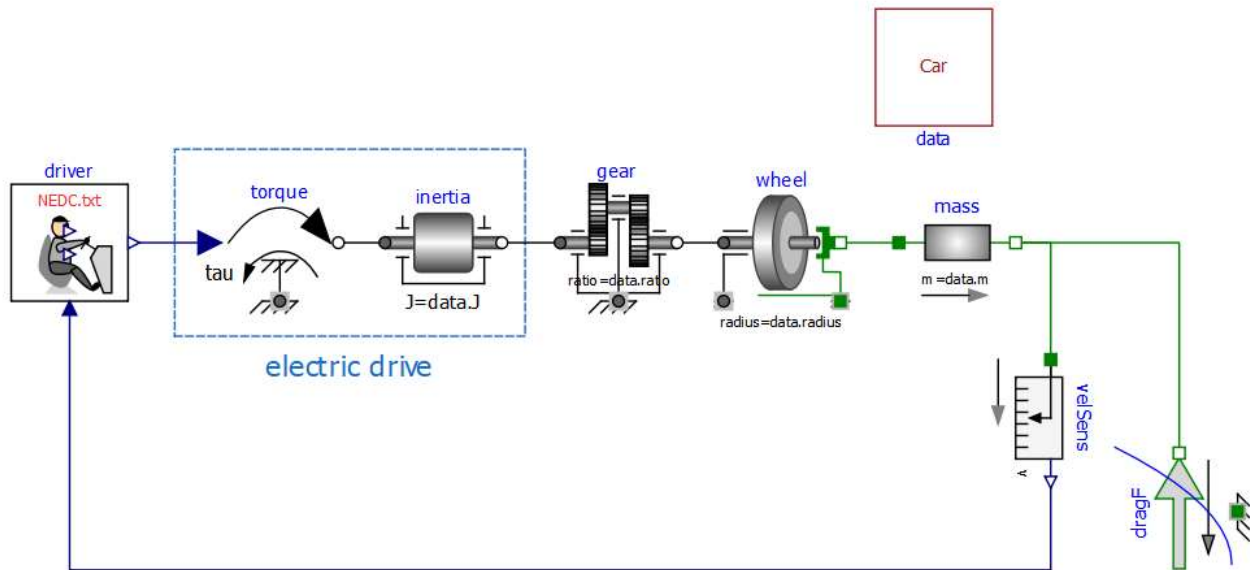 Car
data
driver
NEDC.txt
torque
tau
inertia
J=data.J
electric drive
gear
ratio=data.ratio
wheel
radius=data.radius
mass
m=data.m
velSens
v
dragF